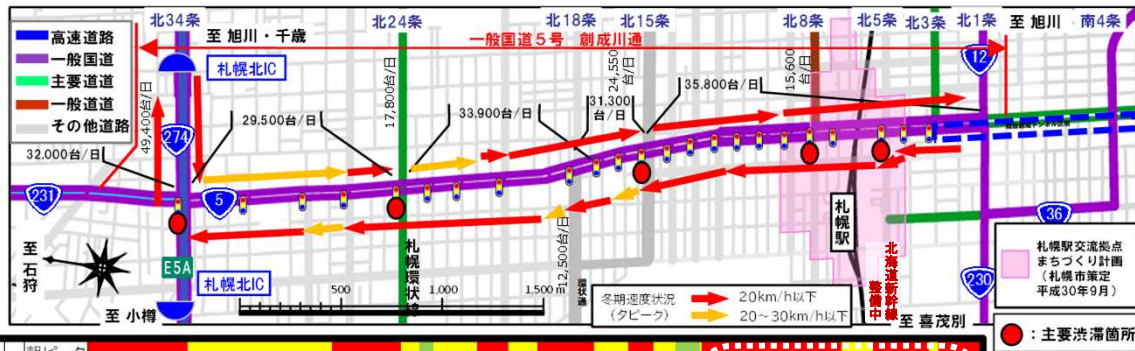 北34条
北24条
北18条
北15条
北8条
北5条
北3条
北1条
至 旭川
南4条
高速道路
一般国道
主要道道
一般道道
その他道路
至 旭川・千歳
札幌北IC
一般国道5号 創成川通
12
49,400台/日
274
32,000台/日
29,500台/日
17,800台/日
33,900台/日
31,300
台/日
24,550
台/日
35,800台/日
15,600
台/日
231
5
36
至
石
狩
E5A
札幌北IC
至 小樽
札幌環状線
12,500台/日
環状通
札幌駅
北海道新幹線
整備中
230
至 喜茂別
500
1,000
1,500m
冬期速度状況
(夕ピーク)
20km/h以下
20~30km/h以下
札幌駅交流拠点
まちづくり計画
(札幌市策定
平成30年9月)
:主要渋滞箇所
朝ピーク